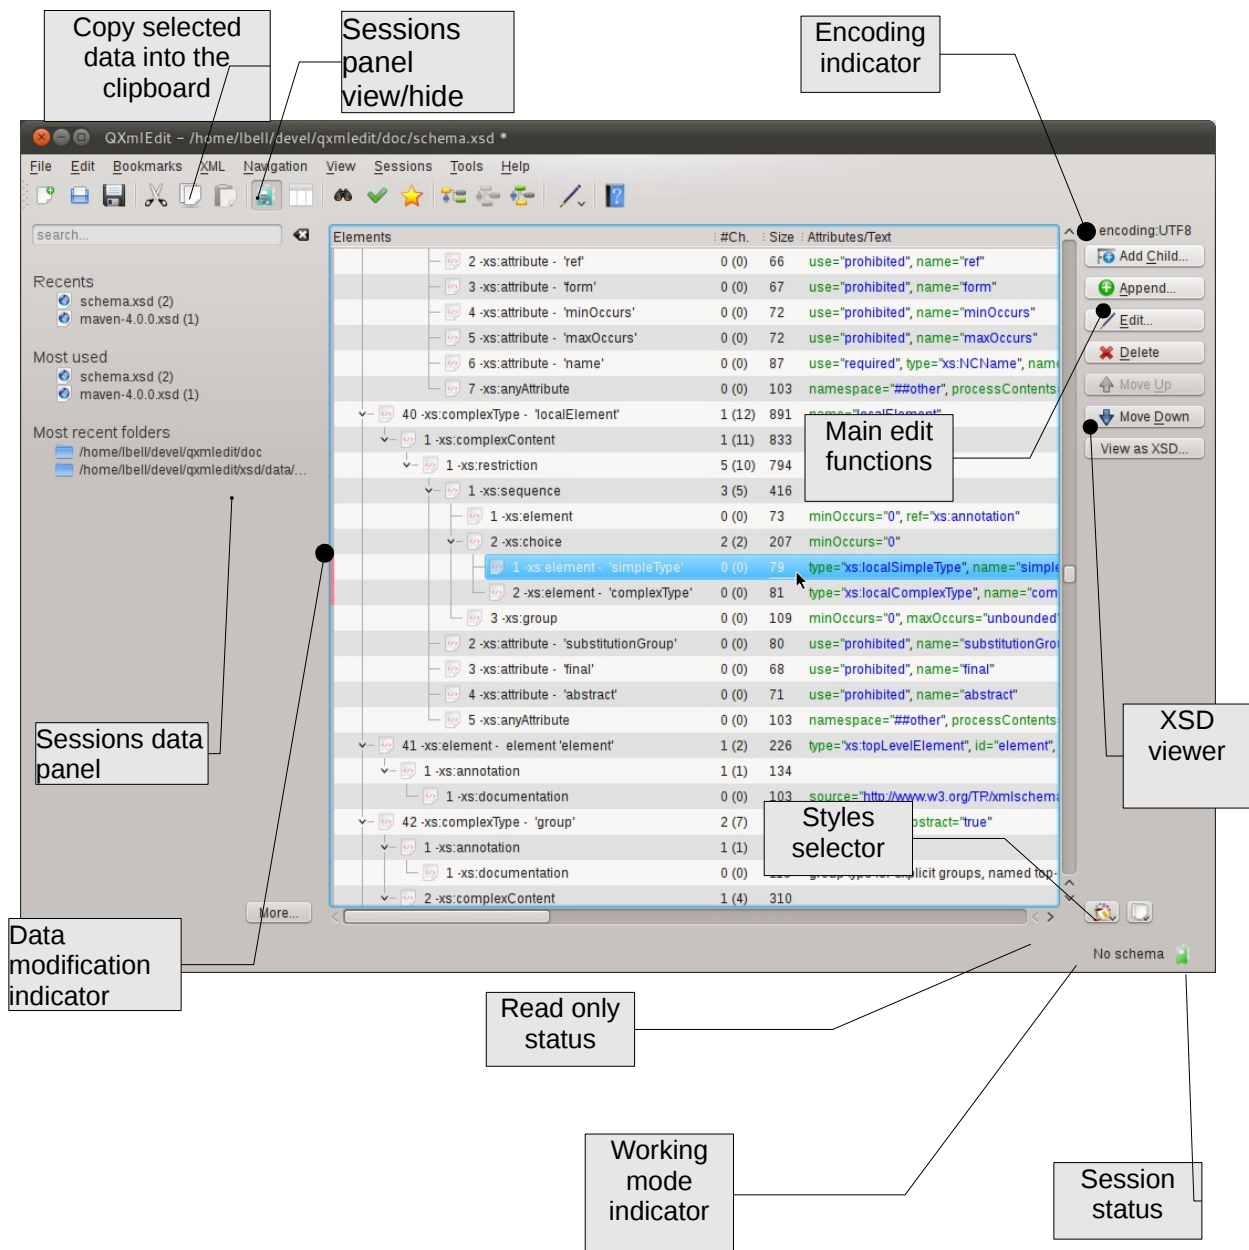 Copy selected
data into the
clipboard
Sessions
panel
view/hide
Encoding
indicator
QXmlEdit – /home/lbell/devel/qxmledit/doc/schema.xsd *
File Edit Bookmarks XML Navigation View Sessions Tools Help
search...
Recents
schema.xsd (2)
maven-4.0.0.xsd (1)
Most used
schema.xsd (2)
maven-4.0.0.xsd (1)
Most recent folders
/home/lbell/devel/qxmledit/doc
/home/lbell/devel/qxmledit/xsd/data/...
More...
Elements #Ch. Size Attributes/Text
2 -xs:attribute - 'ref' 0 (0) 66 use="prohibited", name="ref"
3 -xs:attribute - 'form' 0 (0) 67 use="prohibited", name="form"
4 -xs:attribute - 'minOccurs' 0 (0) 72 use="prohibited", name="minOccurs"
5 -xs:attribute - 'maxOccurs' 0 (0) 72 use="prohibited", name="maxOccurs"
6 -xs:attribute - 'name' 0 (0) 87 use="required", type="xs:NCName", name
7 -xs:anyAttribute 0 (0) 103 namespace="##other", processContents
40 -xs:complexType - 'localElement' 1 (12) 891 name="localElement"
1 -xs:complexContent 1 (11) 833
1 -xs:restriction 5 (10) 794
1 -xs:sequence 3 (5) 416
1 -xs:element 0 (0) 73 minOccurs="0", ref="xs:annotation"
2 -xs:choice 2 (2) 207 minOccurs="0"
1 -xs:element - 'simpleType' 0 (0) 79 type="xs:localSimpleType", name="simple
2 -xs:element - 'complexType' 0 (0) 81 type="xs:localComplexType", name="com
3 -xs:group 0 (0) 109 minOccurs="0", maxOccurs="unbounded"
2 -xs:attribute - 'substitutionGroup' 0 (0) 80 use="prohibited", name="substitutionGro
3 -xs:attribute - 'final' 0 (0) 68 use="prohibited", name="final"
4 -xs:attribute - 'abstract' 0 (0) 71 use="prohibited", name="abstract"
5 -xs:anyAttribute 0 (0) 103 namespace="##other", processContents
41 -xs:element - element 'element' 1 (2) 226 type="xs:topLevelElement", id="element",
1 -xs:annotation 1 (1) 134
1 -xs:documentation 0 (0) 103 source="http://www.w3.org/TR/xmlschema
42 -xs:complexType - 'group' 2 (7) ="true"
1 -xs:annotation 1 (1)
1 -xs:documentation 0 (0) group type for explicit groups, named top-
2 -xs:complexContent 1 (4) 310
encoding:UTF8
Add Child...
Append...
Edit...
Delete
Move Up
Move Down
View as XSD...
Main edit
functions
XSD
viewer
Styles
selector
Sessions data
panel
Data
modification
indicator
No schema
Read only
status
Working
mode
indicator
Session
status